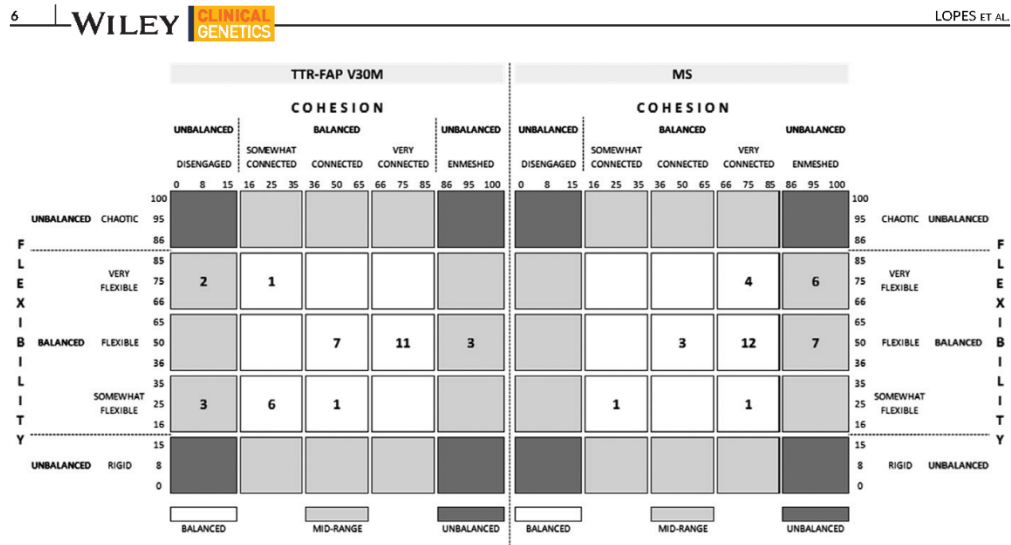 6 WILEY CLINICAL GENETICS LOPES ET AL.
TTR-FAP V30M MS
COHESION COHESION
UNBALANCED BALANCED UNBALANCED UNBALANCED BALANCED UNBALANCED
SOMEWHAT VERY SOMEWHAT VERY
DISENGAGED CONNECTED CONNECTED CONNECTED ENMESHED DISENGAGED CONNECTED CONNECTED CONNECTED ENMESHED
0 8 15 16 25 35 36 50 65 66 75 85 86 95 100 0 8 15 16 25 35 36 50 65 66 75 85 86 95 100
100 100
UNBALANCED CHAOTIC 95 95 CHAOTIC UNBALANCED
86 86
FLEXIBILITY FLEXIBILITY
85 85
VERY VERY
75 2 1 4 6 75
FLEXIBLE FLEXIBLE
66 66
65 65
BALANCED FLEXIBLE 50 7 11 3 3 12 7 50 FLEXIBLE BALANCED
36 36
35 35
SOMEWHAT SOMEWHAT
25 3 6 1 1 1 25
FLEXIBLE FLEXIBLE
16 16
15 15
UNBALANCED RIGID 8 8 RIGID UNBALANCED
0 0
BALANCED MID-RANGE UNBALANCED BALANCED MID-RANGE UNBALANCED